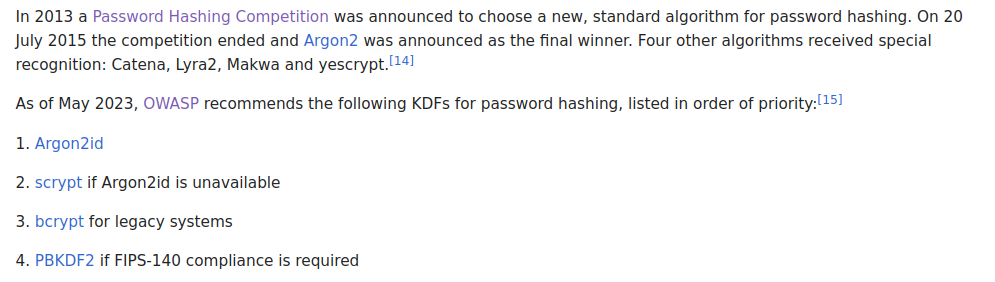 In 2013 a Password Hashing Competition was announced to choose a new, standard algorithm for password hashing. On 20
July 2015 the competition ended and Argon2 was announced as the final winner. Four other algorithms received special
recognition: Catena, Lyra2, Makwa and yescrypt.[14]
As of May 2023, OWASP recommends the following KDFs for password hashing, listed in order of priority:[15]
1. Argon2id
2. scrypt if Argon2id is unavailable
3. bcrypt for legacy systems
4. PBKDF2 if FIPS-140 compliance is required